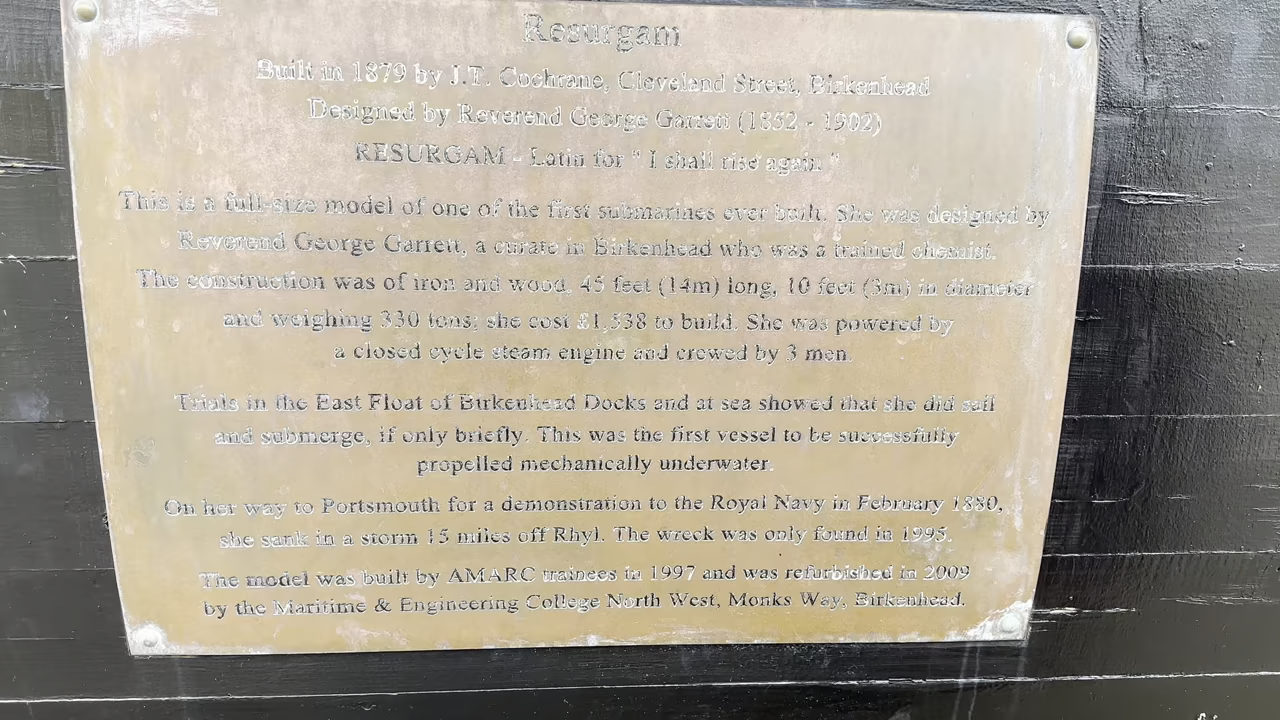 Resurgam
Built in 1879 by J.T. Cochrane, Cleveland Street, Birkenhead
Designed by Reverend George Garrett (1852 - 1902)
RESURGAM - Latin for " I shall rise again "
This is a full-size model of one of the first submarines ever built. She was designed by
Reverend George Garrett, a curate in Birkenhead who was a trained chemist.
The construction was of iron and wood, 45 feet (14m) long, 10 feet (3m) in diameter
and weighing 330 tons; she cost £1,538 to build. She was powered by
a closed cycle steam engine and crewed by 3 men.
Trials in the East Float of Birkenhead Docks and at sea showed that she did sail
and submerge, if only briefly. This was the first vessel to be successfully
propelled mechanically underwater.
On her way to Portsmouth for a demonstration to the Royal Navy in February 1880,
she sank in a storm 15 miles off Rhyl. The wreck was only found in 1995.
The model was built by AMARC trainees in 1997 and was refurbished in 2009
by the Maritime & Engineering College North West, Monks Way, Birkenhead.